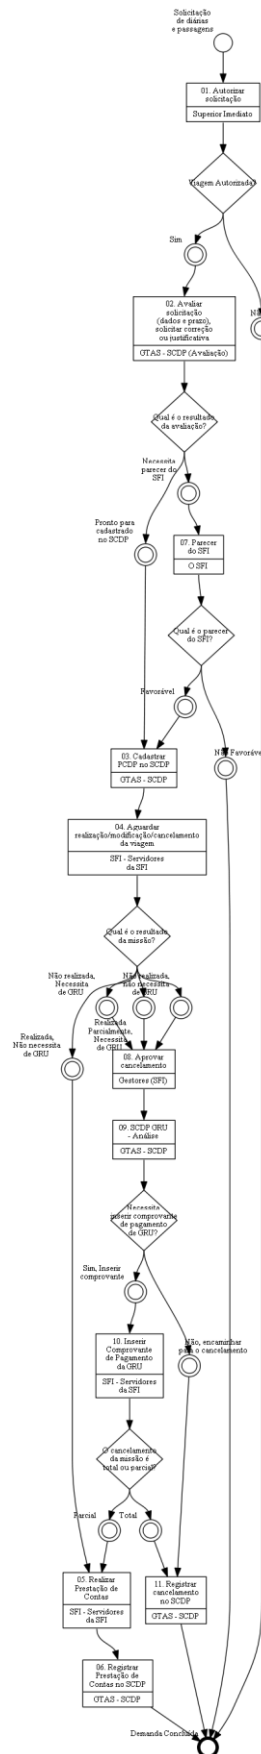 Solicitação
de diárias
e passagens
01. Autorizar
solicitação
Superior Imediato
Viagem Autorizada?
Sim
02. Avaliar
solicitação
(dados e prazo),
solicitar correção
ou justificativa
GTAS - SCDP (Avaliação)
Qual é o resultado
da avaliação?
Necessita
parecer do
SFI
Pronto para
cadastrado
no SCDP
07. Parecer
do SFI
O SFI
Qual é o parecer
do SFI?
Favorável
Não Favorável
03. Cadastrar
PCDP no SCDP
GTAS - SCDP
04. Aguardar
realização/modificação/cancelamento
da viagem
SFI - Servidores
da SFI
Qual é o resultado
da missão?
Não realizada,
Necessita
de GRU
Não realizada,
não necessita
de GRU
Realizada
Parcialmente,
Necessita
de GRU
Realizada,
Não necessita
de GRU
08. Aprovar
cancelamento
Gestores (SFI)
09. SCDP GRU
- Análise
GTAS - SCDP
Necessita
inserir comprovante
de pagamento
de GRU?
Sim, Inserir
comprovante
Não, encaminhar
para o cancelamento
10. Inserir
Comprovante
de Pagamento
da GRU
SFI - Servidores
da SFI
O cancelamento
da missão é
total ou parcial?
Parcial
Total
05. Realizar
Prestação de
Contas
SFI - Servidores
da SFI
11. Registrar
cancelamento
no SCDP
GTAS - SCDP
06. Registrar
Prestação de
Contas no SCDP
GTAS - SCDP
Demanda Concluída